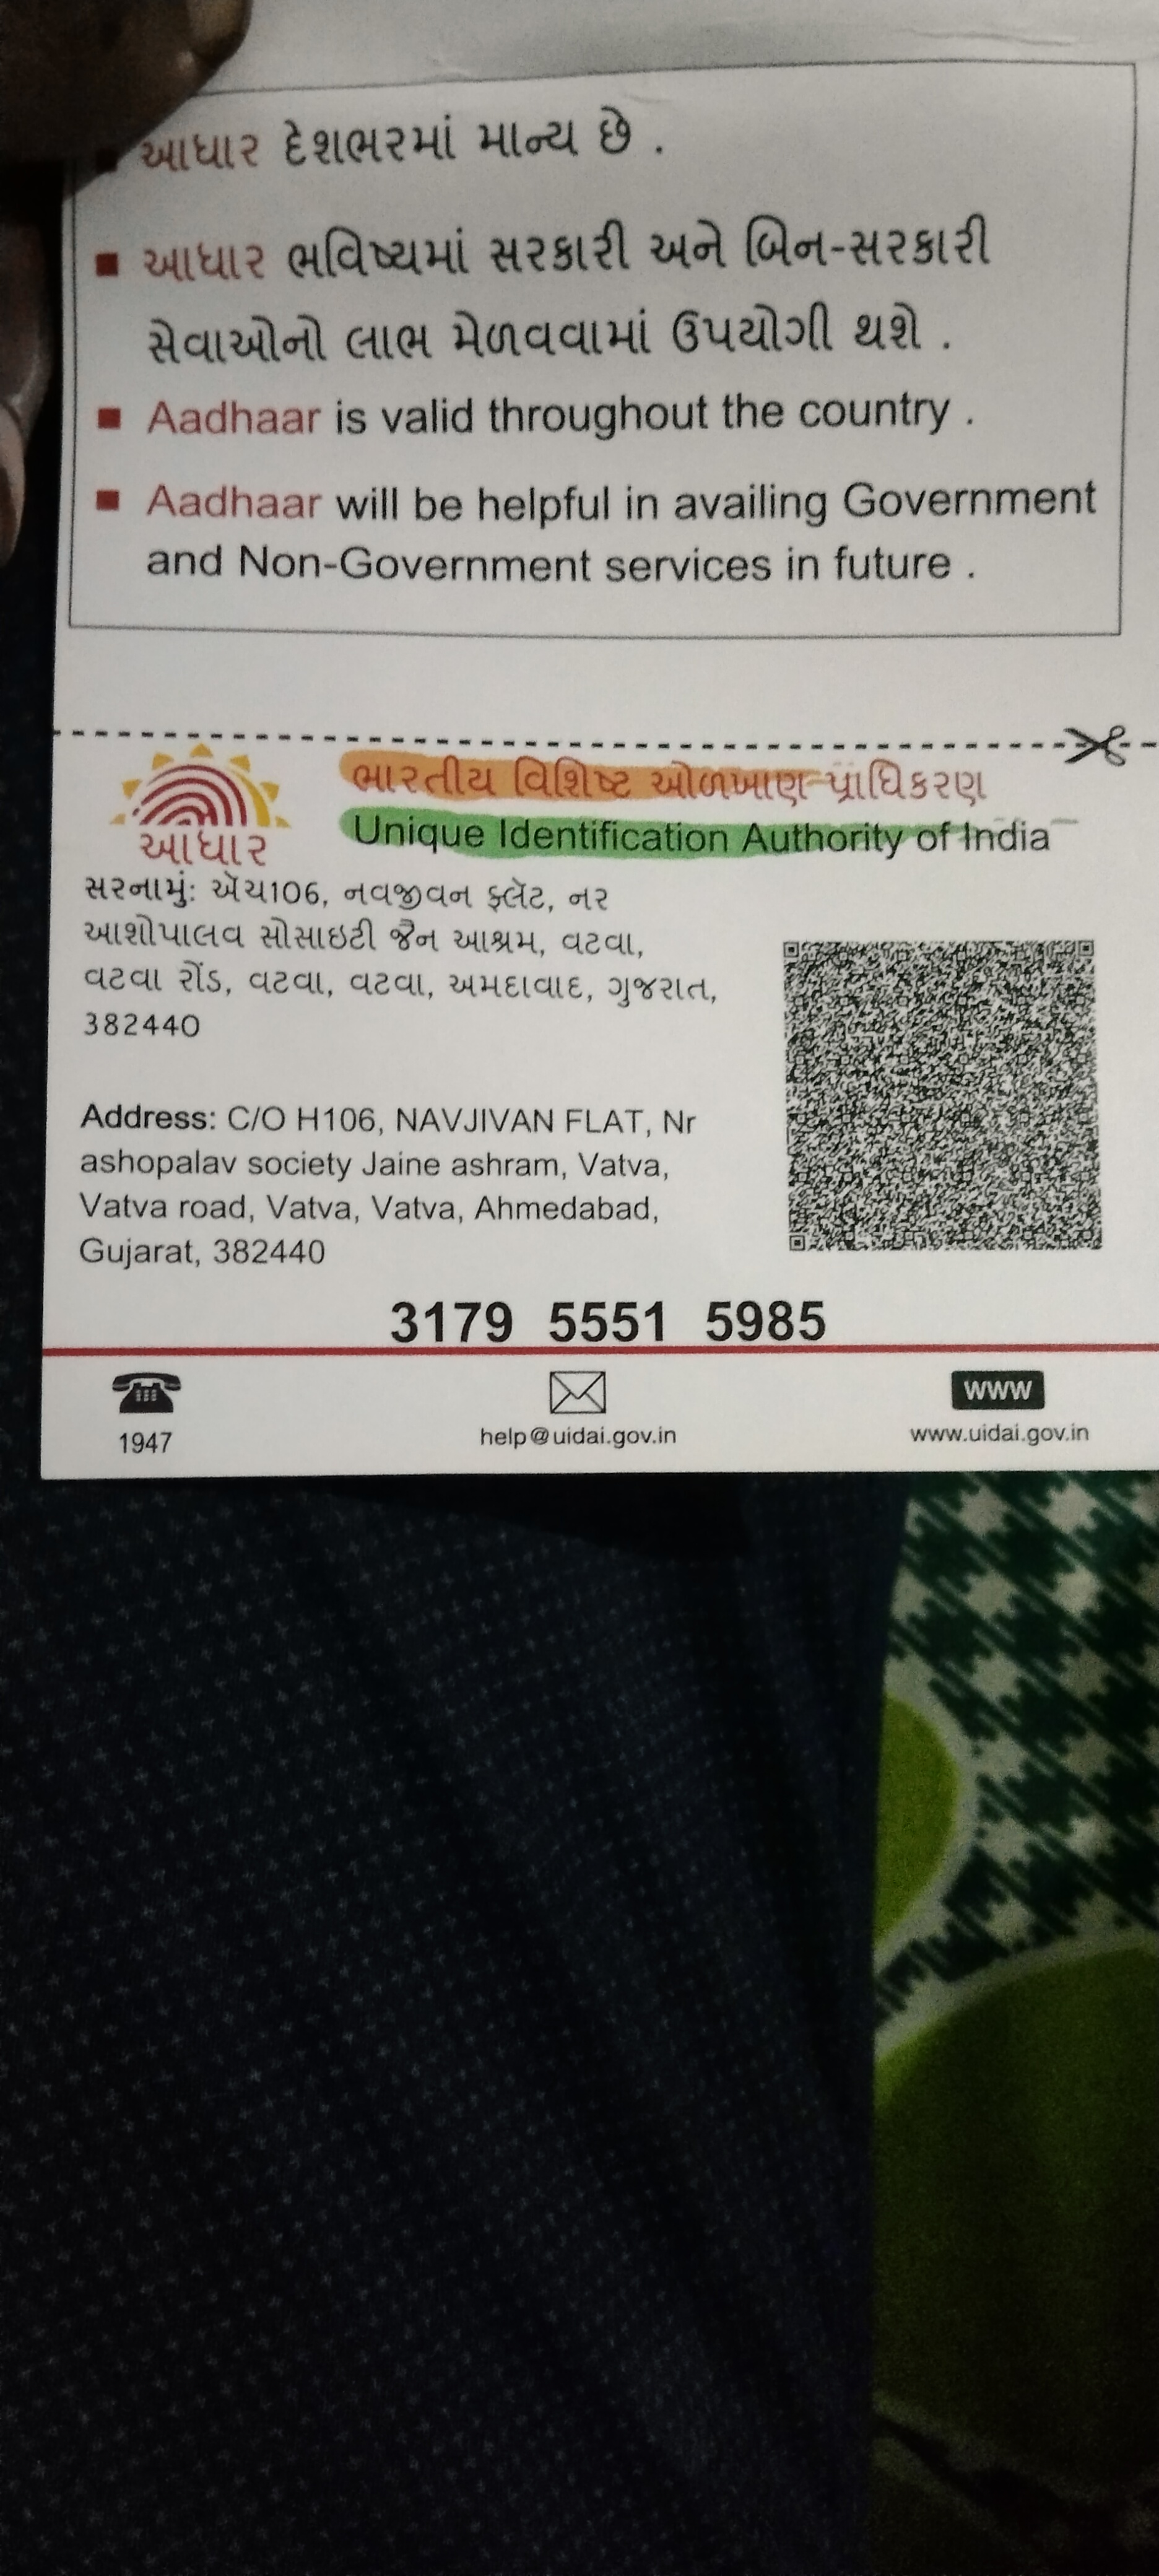 આધાર દેશભરમાં માન્ય છે .
આધાર ભવિષ્યમાં સરકારી અને બિન-સરકારી
સેવાઓનો લાભ મેળવવામાં ઉપયોગી થશે .
Aadhaar is valid throughout the country .
Aadhaar will be helpful in availing Government
and Non-Government services in future .
ભારતીય વિશિષ્ટ ઓળખાણ પ્રાધિકરણ
Unique Identification Authority of India
આધાર
સરનામું: ઍચ106, નવજીવન ફ્લૅટ, નર
આશોપાલવ સોસાઇટી જૈન આશ્રમ, વટવા,
વટવા રોંડ, વટવા, વટવા, અમદાવાદ, ગુજરાત,
382440
Address: C/O H106, NAVJIVAN FLAT, Nr
ashopalav society Jaine ashram, Vatva,
Vatva road, Vatva, Vatva, Ahmedabad,
Gujarat, 382440
3179 5551 5985
1947
help@uidai.gov.in
www
www.uidai.gov.in